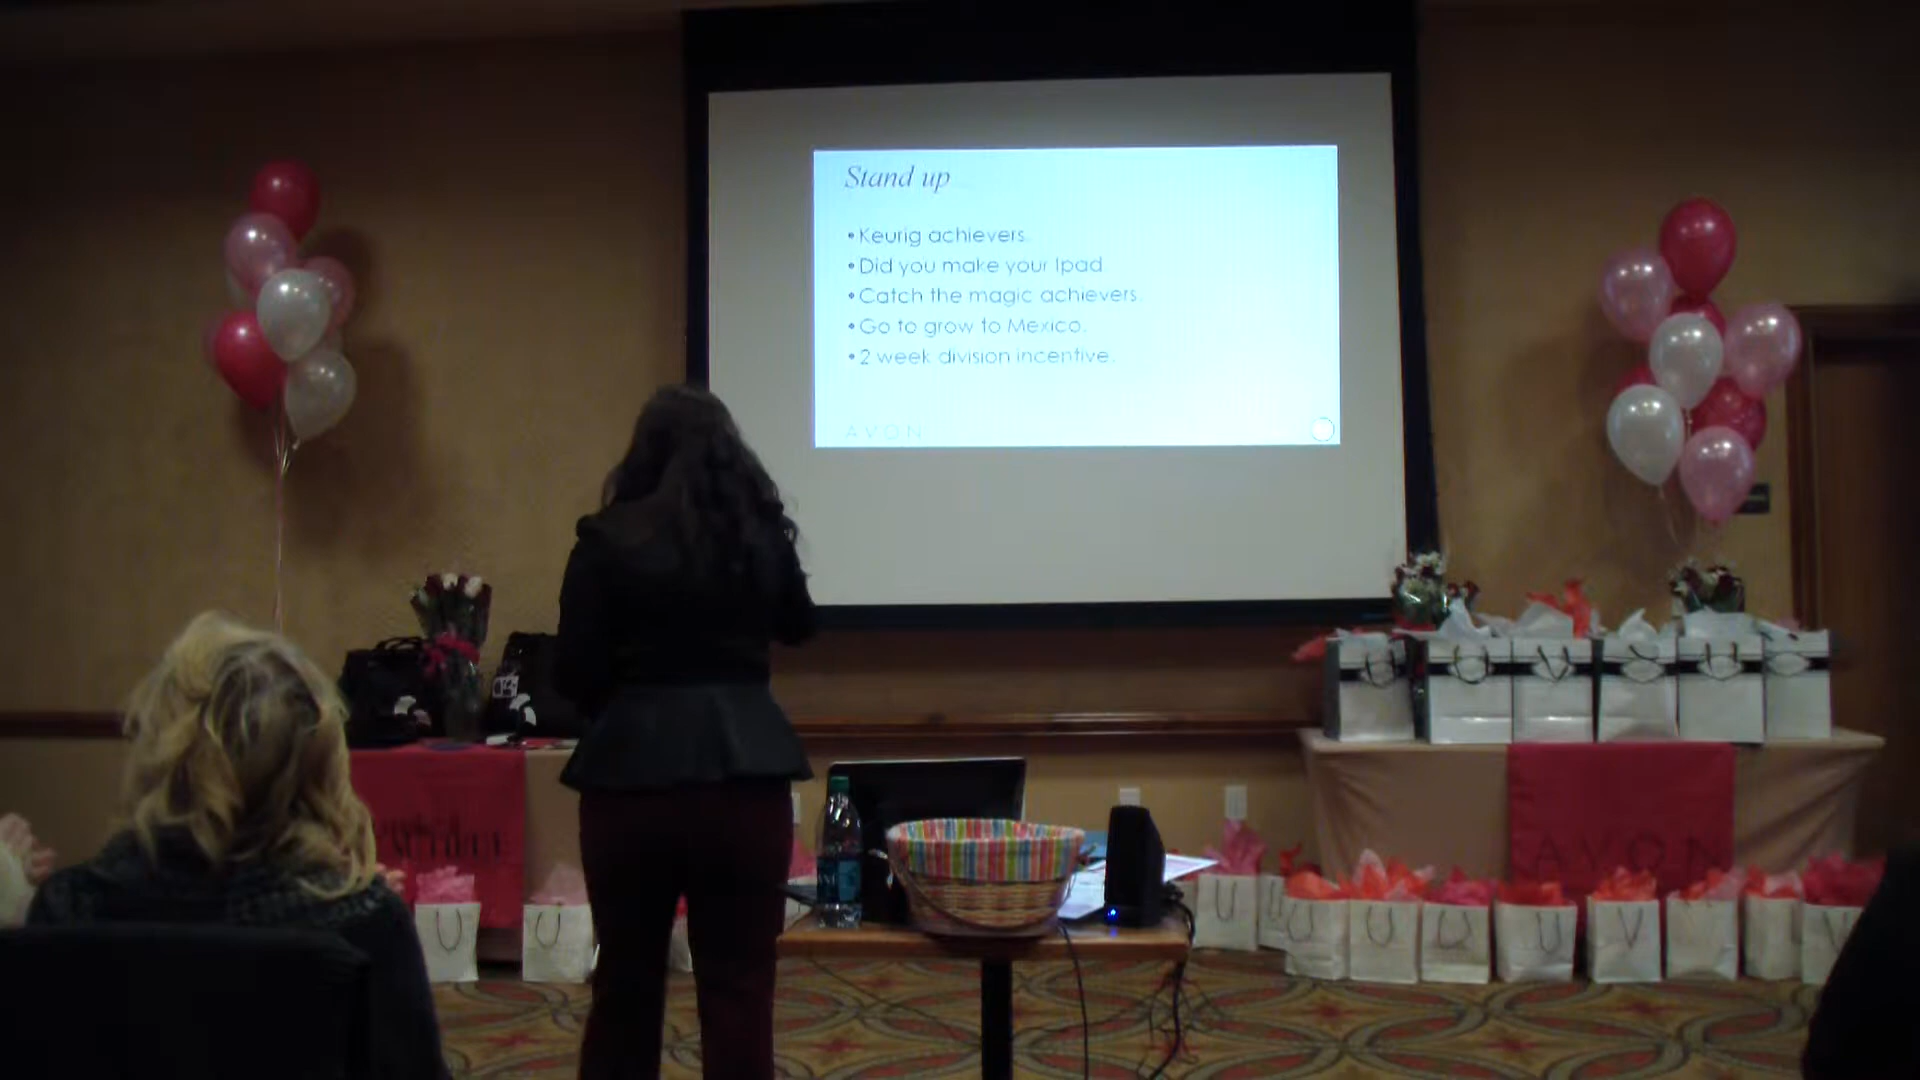 Stand up
•Keurig achievers.
•Did you make your Ipad
•Catch the magic achievers.
•Go to grow to Mexico.
•2 week division incentive.
AVON
AVON